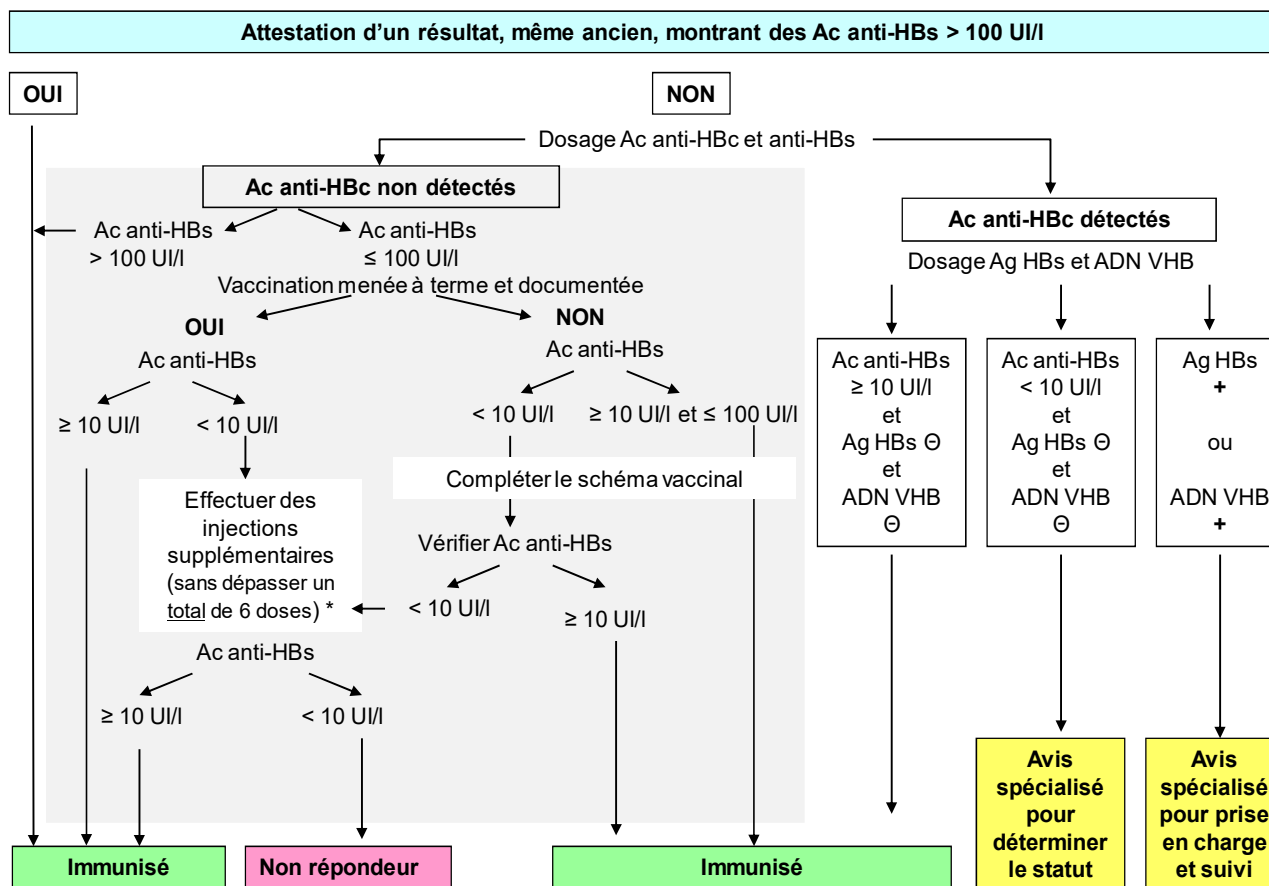 Attestation d’un résultat, même ancien, montrant des Ac anti-HBs > 100 UI/l
OUI
NON
Dosage Ac anti-HBc et anti-HBs
Ac anti-HBc non détectés
Ac anti-HBs
> 100 UI/l
Ac anti-HBs
≤ 100 UI/l
Vaccination menée à terme et documentée
OUI
Ac anti-HBs
≥ 10 UI/l
< 10 UI/l
NON
Ac anti-HBs
< 10 UI/l
≥ 10 UI/l et ≤ 100 UI/l
Effectuer des
injections
supplémentaires
(sans dépasser un
total de 6 doses) *
Compléter le schéma vaccinal
Vérifier Ac anti-HBs
< 10 UI/l
≥ 10 UI/l
Ac anti-HBs
≥ 10 UI/l
< 10 UI/l
Ac anti-HBc détectés
Dosage Ag HBs et ADN VHB
Ac anti-HBs
≥ 10 UI/l
et
Ag HBs Θ
et
ADN VHB
Θ
Ac anti-HBs
< 10 UI/l
et
Ag HBs Θ
et
ADN VHB
Θ
Ag HBs
+
ou
ADN VHB
+
Immunisé
Non répondeur
Immunisé
Avis
spécialisé
pour
déterminer
le statut
Avis
spécialisé
pour prise
en charge
et suivi